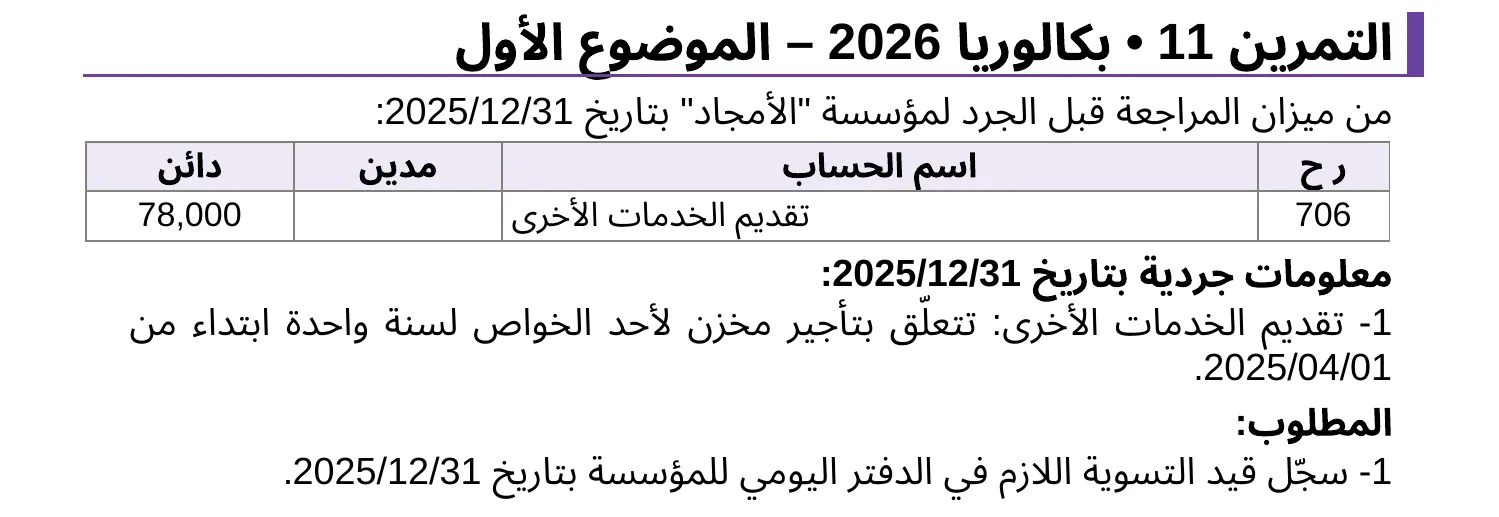 التمرين 11 • بكالوريا 2026 – الموضوع الأول
من ميزان المراجعة قبل الجرد لمؤسسة "الأمجاد" بتاريخ 2025/12/31:
ر ح اسم الحساب مدين دائن
706 تقديم الخدمات الأخرى 78,000
معلومات جردية بتاريخ 2025/12/31:
1- تقديم الخدمات الأخرى: تتعلّق بتأجير مخزن لأحد الخواص لسنة واحدة ابتداء من
2025/04/01.
المطلوب:
1- سجّل قيد التسوية اللازم في الدفتر اليومي للمؤسسة بتاريخ 2025/12/31.